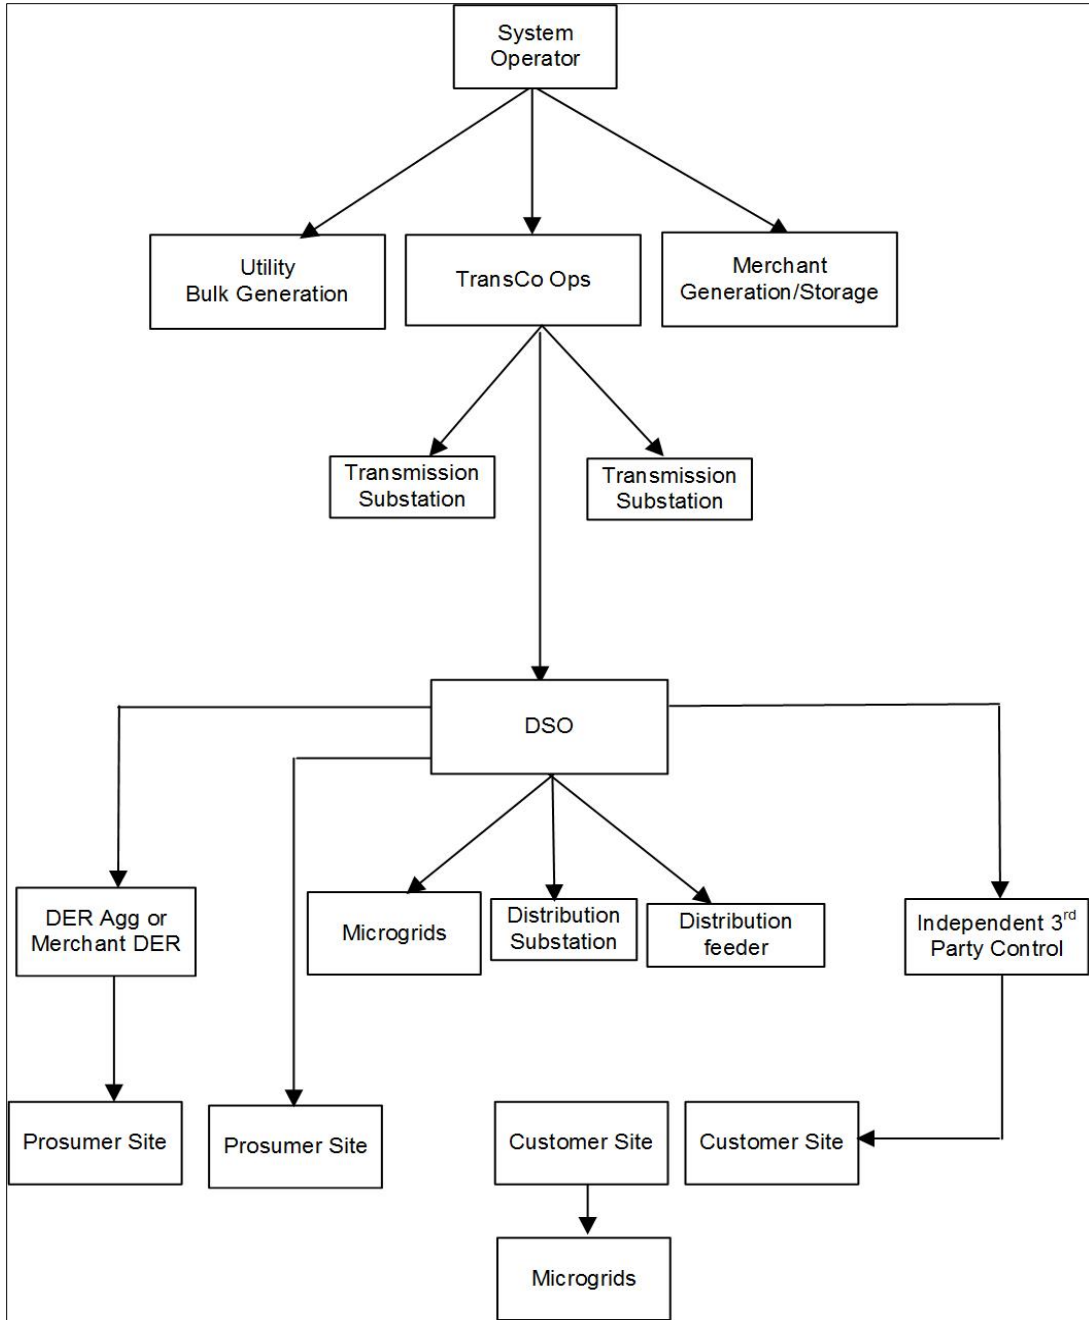 System
Operator
Utility
Bulk Generation
TransCo Ops
Merchant
Generation/Storage
Transmission
Substation
Transmission
Substation
DSO
DER Agg or
Merchant DER
Microgrids
Distribution
Substation
Distribution
feeder
Independent 3rd
Party Control
Prosumer Site
Prosumer Site
Customer Site
Customer Site
Microgrids